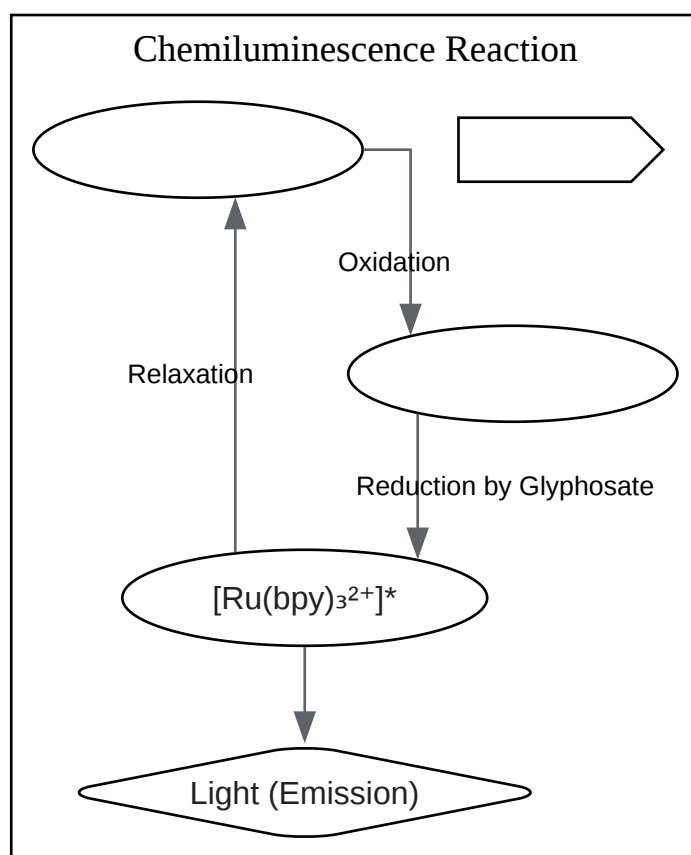 Chemiluminescence Reaction
Oxidation
Relaxation
Reduction by Glyphosate
[Ru(bpy)₃²⁺]*
Light (Emission)